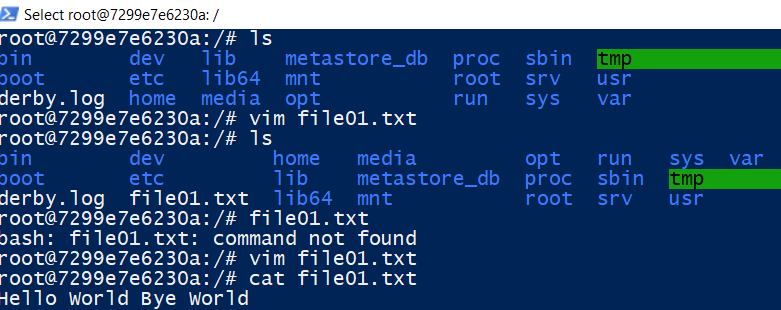 Select root@7299e7e6230a: /
root@7299e7e6230a:/# ls
bin dev lib metastore_db proc sbin tmp
boot etc lib64 mnt root srv usr
derby.log home media opt run sys var
root@7299e7e6230a:/# vim file01.txt
root@7299e7e6230a:/# ls
bin dev home media opt run sys var
boot etc lib metastore_db proc sbin tmp
derby.log file01.txt lib64 mnt root srv usr
root@7299e7e6230a:/# file01.txt
bash: file01.txt: command not found
root@7299e7e6230a:/# vim file01.txt
root@7299e7e6230a:/# cat file01.txt
Hello World Bye World